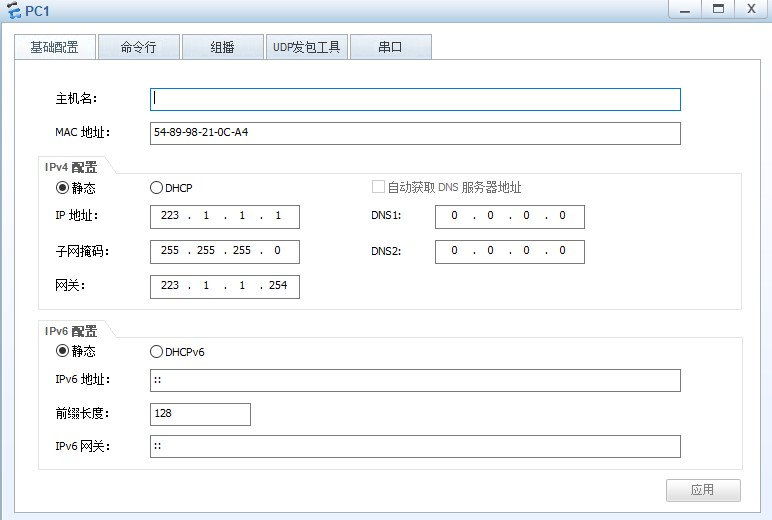 PC1
基础配置 命令行 组播 UDP发包工具 串口
主机名：
MAC 地址： 54-89-98-21-0C-A4
IPv4 配置
静态 DHCP 自动获取 DNS 服务器地址
IP 地址： 223 . 1 . 1 . 1 DNS1: 0 . 0 . 0 . 0
子网掩码： 255 . 255 . 255 . 0 DNS2: 0 . 0 . 0 . 0
网关： 223 . 1 . 1 . 254
IPv6 配置
静态 DHCPv6
IPv6 地址： ::
前缀长度： 128
IPv6 网关： ::
应用